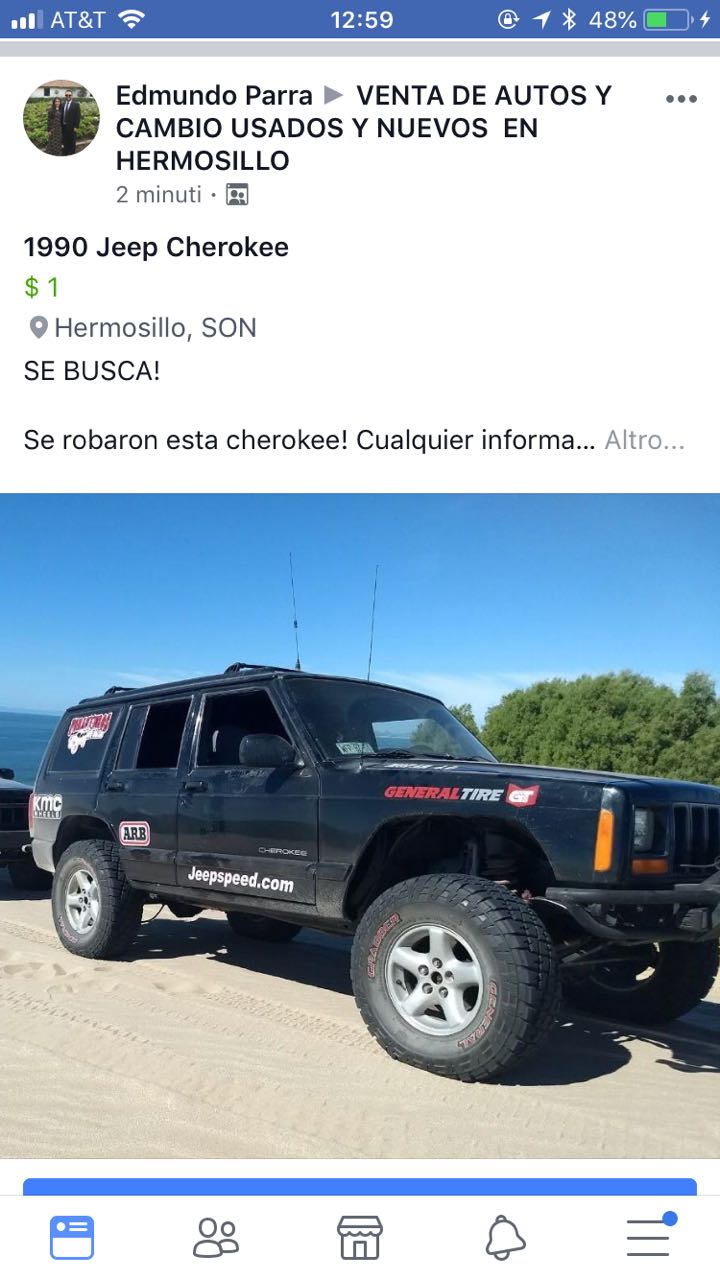 AT&T 12:59 48%
Edmundo Parra ▶ VENTA DE AUTOS Y
CAMBIO USADOS Y NUEVOS EN
HERMOSILLO
2 minuti ·
1990 Jeep Cherokee
$ 1
Hermosillo, SON
SE BUSCA!
Se robaron esta cherokee! Cualquier informa... Altro...
GENERAL TIRE GT
KMC
WHEELS
ARB
CHEROKEE
Jeepspeed.com
GRABBER
GENERAL